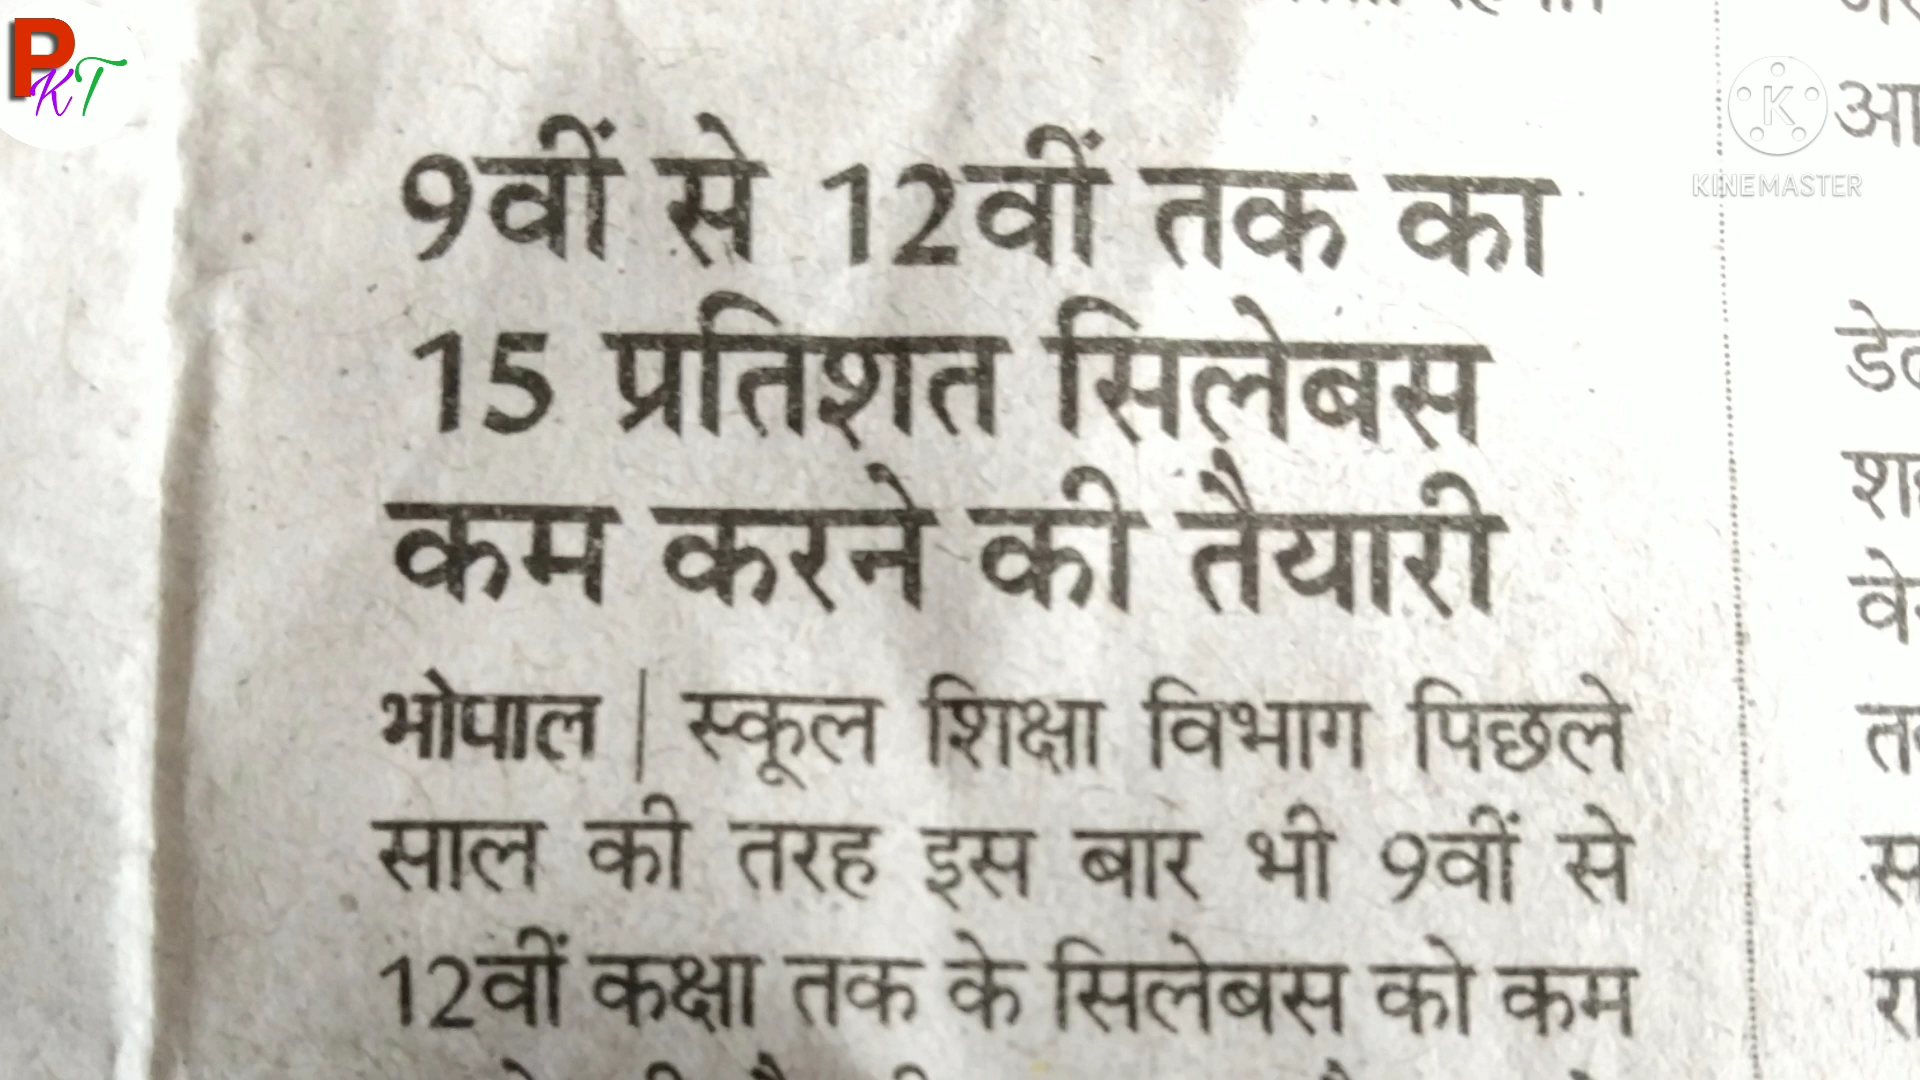 PKT
KINEMASTER
9वीं से 12वीं तक का
15 प्रतिशत सिलेबस
कम करने की तैयारी
भोपाल | स्कूल शिक्षा विभाग पिछले
साल की तरह इस बार भी 9वीं से
12वीं कक्षा तक के सिलेबस को कम